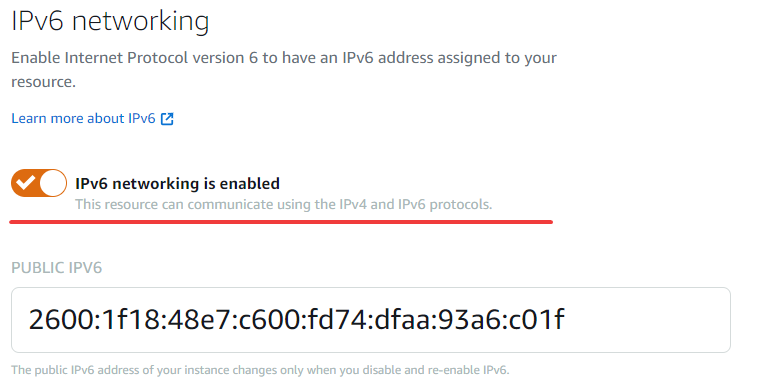 IPv6 networking
Enable Internet Protocol version 6 to have an IPv6 address assigned to your
resource.
Learn more about IPv6
IPv6 networking is enabled
This resource can communicate using the IPv4 and IPv6 protocols.
PUBLIC IPV6
2600:1f18:48e7:c600:fd74:dfaa:93a6:c01f
The public IPv6 address of your instance changes only when you disable and re-enable IPv6.